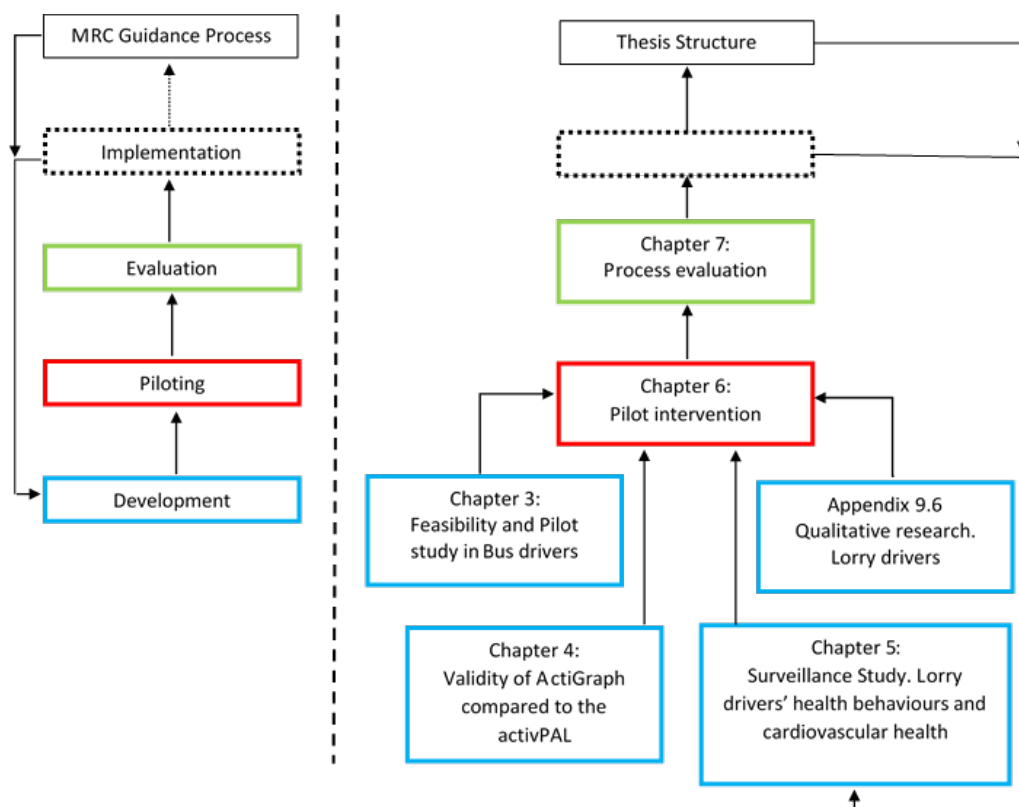 MRC Guidance Process
Implementation
Evaluation
Piloting
Development
Thesis Structure
Chapter 7:
Process evaluation
Chapter 6:
Pilot intervention
Chapter 3:
Feasibility and Pilot
study in Bus drivers
Appendix 9.6
Qualitative research.
Lorry drivers
Chapter 4:
Validity of ActiGraph
compared to the
activPAL
Chapter 5:
Surveillance Study. Lorry
drivers’ health behaviours and
cardiovascular health